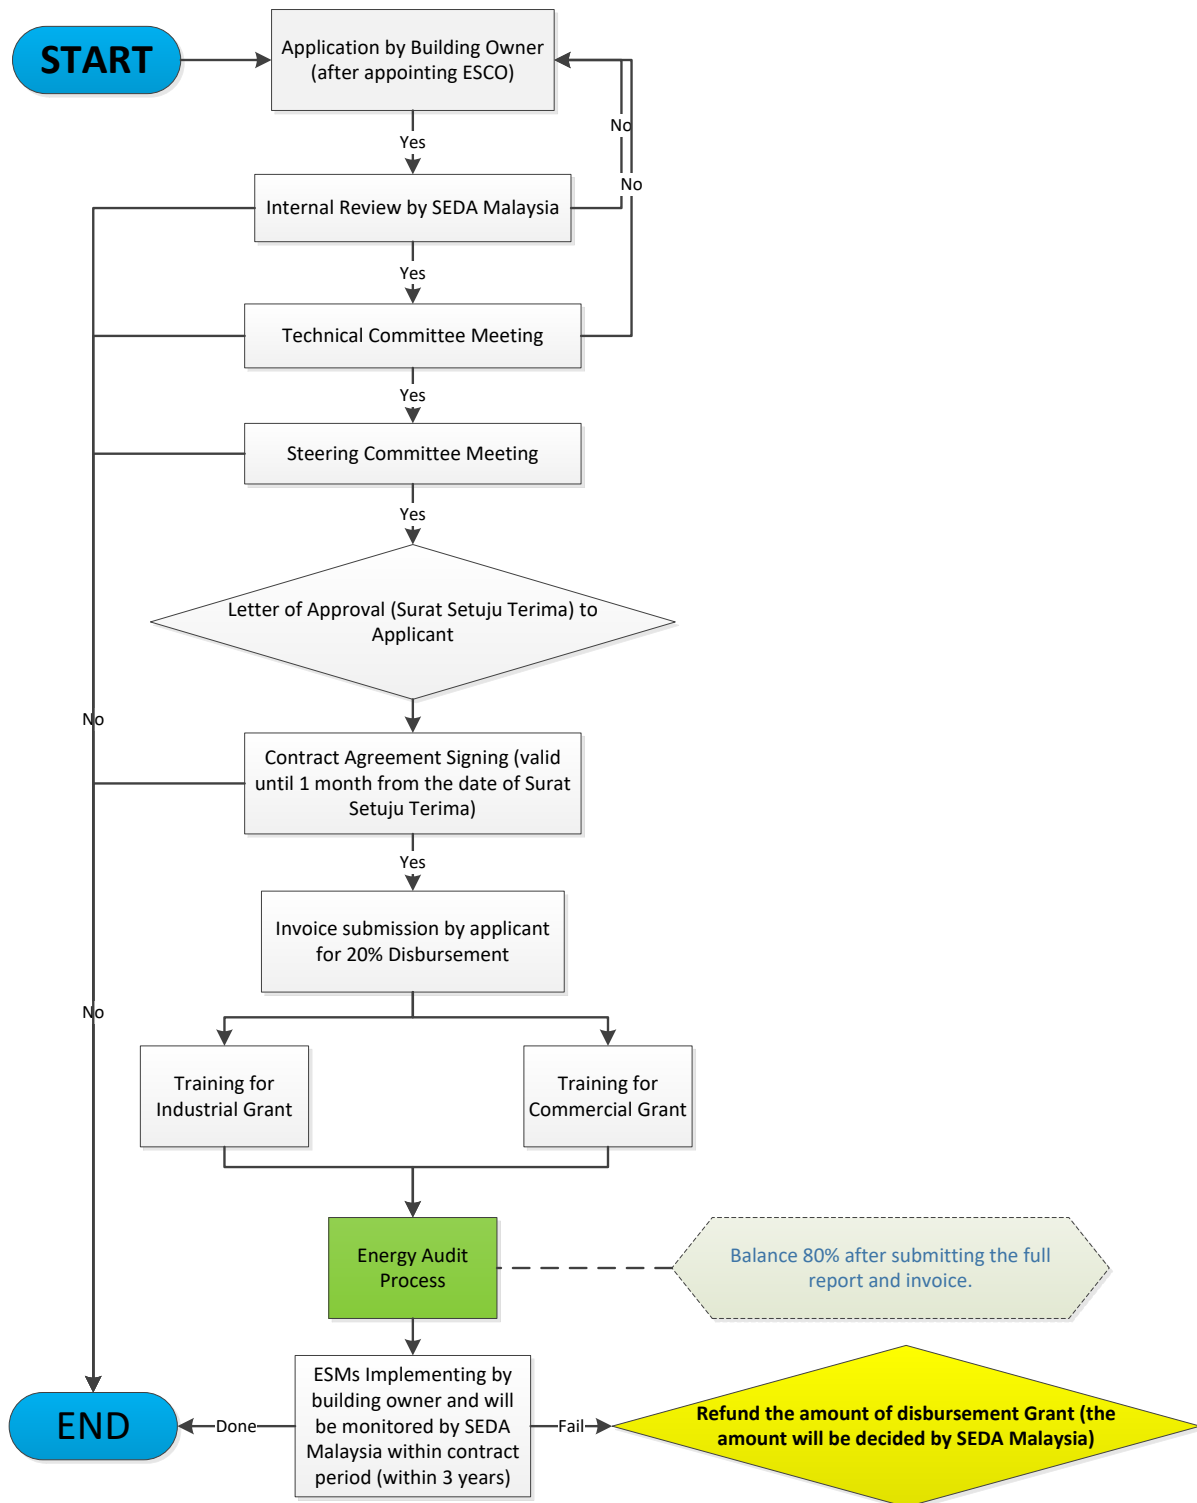 START
Application by Building Owner
(after appointing ESCO)
No
Yes
No
Internal Review by SEDA Malaysia
Yes
Technical Committee Meeting
Yes
Steering Committee Meeting
Yes
Letter of Approval (Surat Setuju Terima) to
Applicant
No
Contract Agreement Signing (valid
until 1 month from the date of Surat
Setuju Terima)
Yes
Invoice submission by applicant
for 20% Disbursement
No
Training for
Industrial Grant
Training for
Commercial Grant
Energy Audit
Process
Balance 80% after submitting the full
report and invoice.
ESMs Implementing by
building owner and will
be monitored by SEDA
Malaysia within contract
period (within 3 years)
END
Done
Fail
Refund the amount of disbursement Grant (the
amount will be decided by SEDA Malaysia)